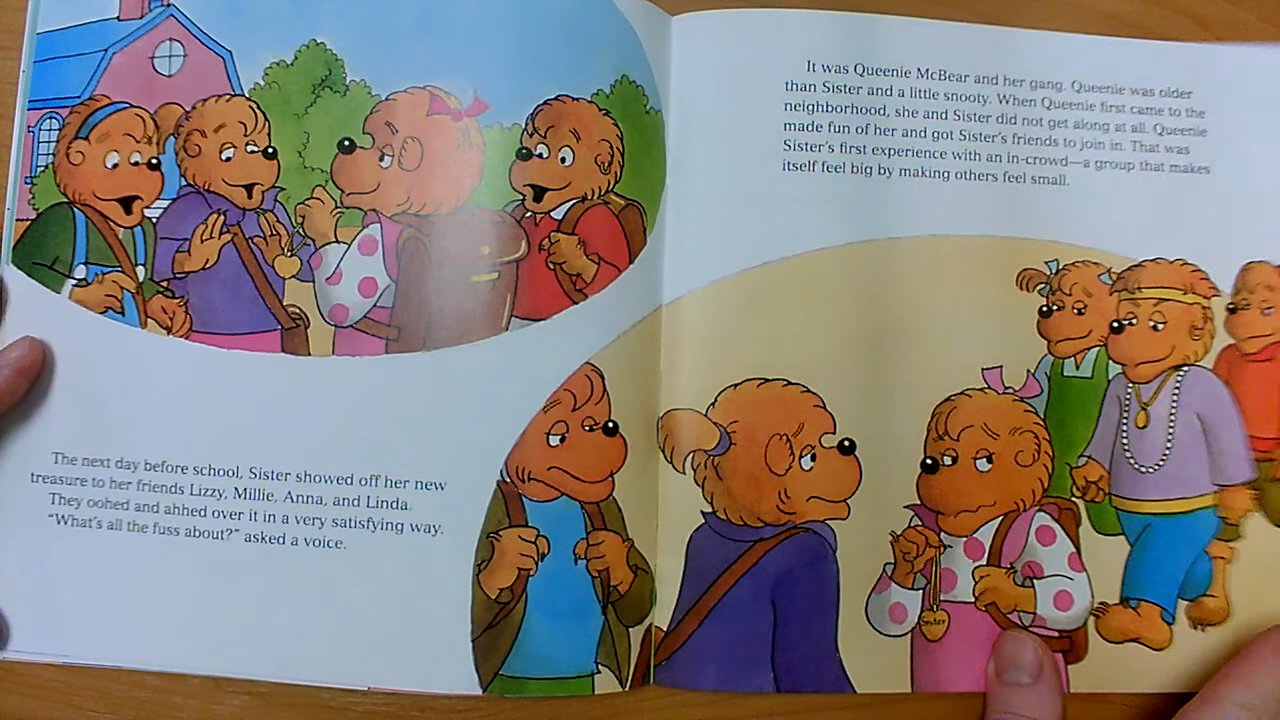 The next day before school, Sister showed off her new
treasure to her friends Lizzy, Millie, Anna, and Linda.
They oohed and ahhed over it in a very satisfying way.
“What’s all the fuss about?” asked a voice.
It was Queenie McBear and her gang. Queenie was older
than Sister and a little snooty. When Queenie first came to the
neighborhood, she and Sister did not get along at all. Queenie
made fun of her and got Sister’s friends to join in. That was
Sister’s first experience with an in-crowd—a group that makes
itself feel big by making others feel small.
Sister